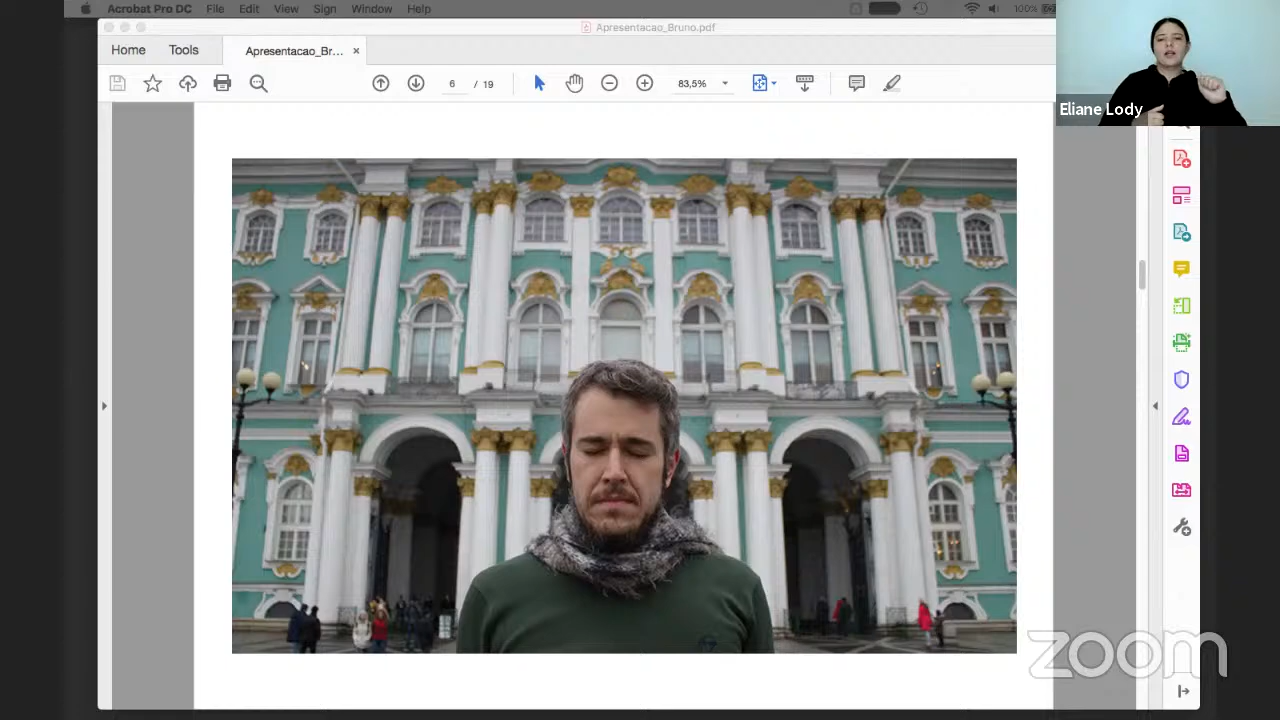 Acrobat Pro DC File Edit View Sign Window Help 100%
Apresentacao_Bruno.pdf
Home Tools Apresentacao_Br... ×
6 / 19 83,5%
Eliane Lody
zoom